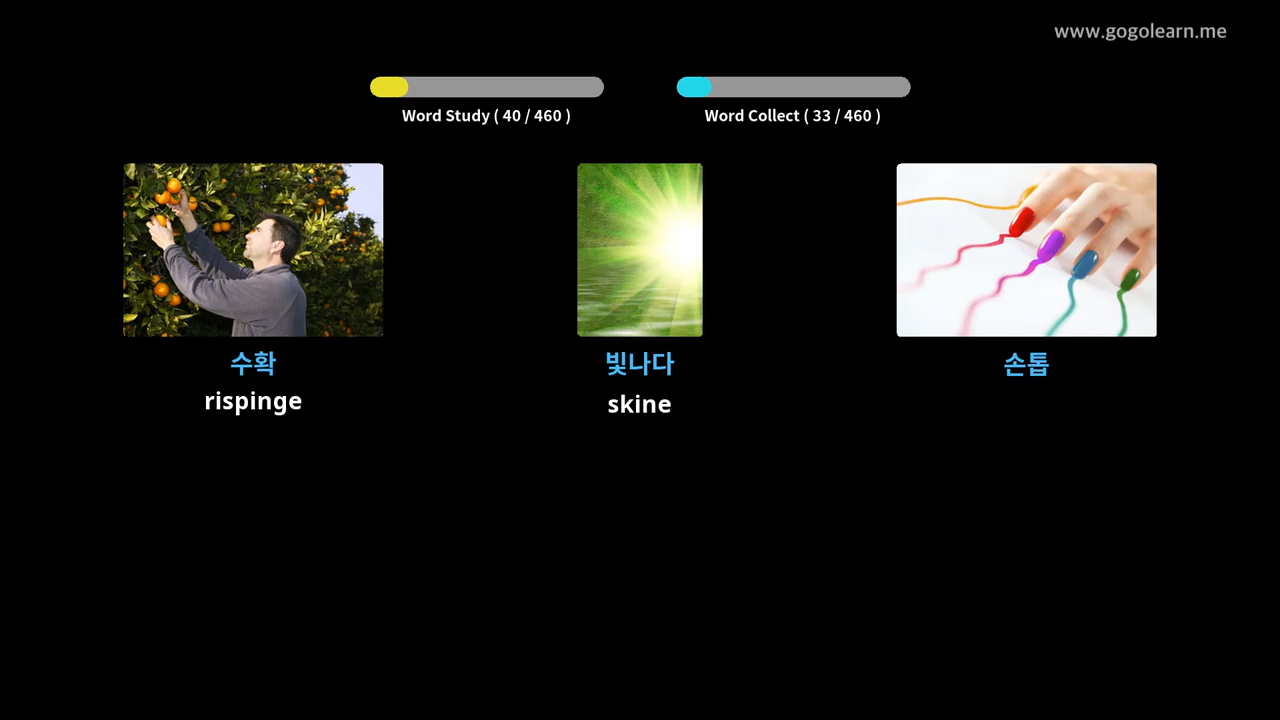 www.gogolearn.me
Word Study ( 40 / 460 )
Word Collect ( 33 / 460 )
수확
빛나다
손톱
rispinge
skine